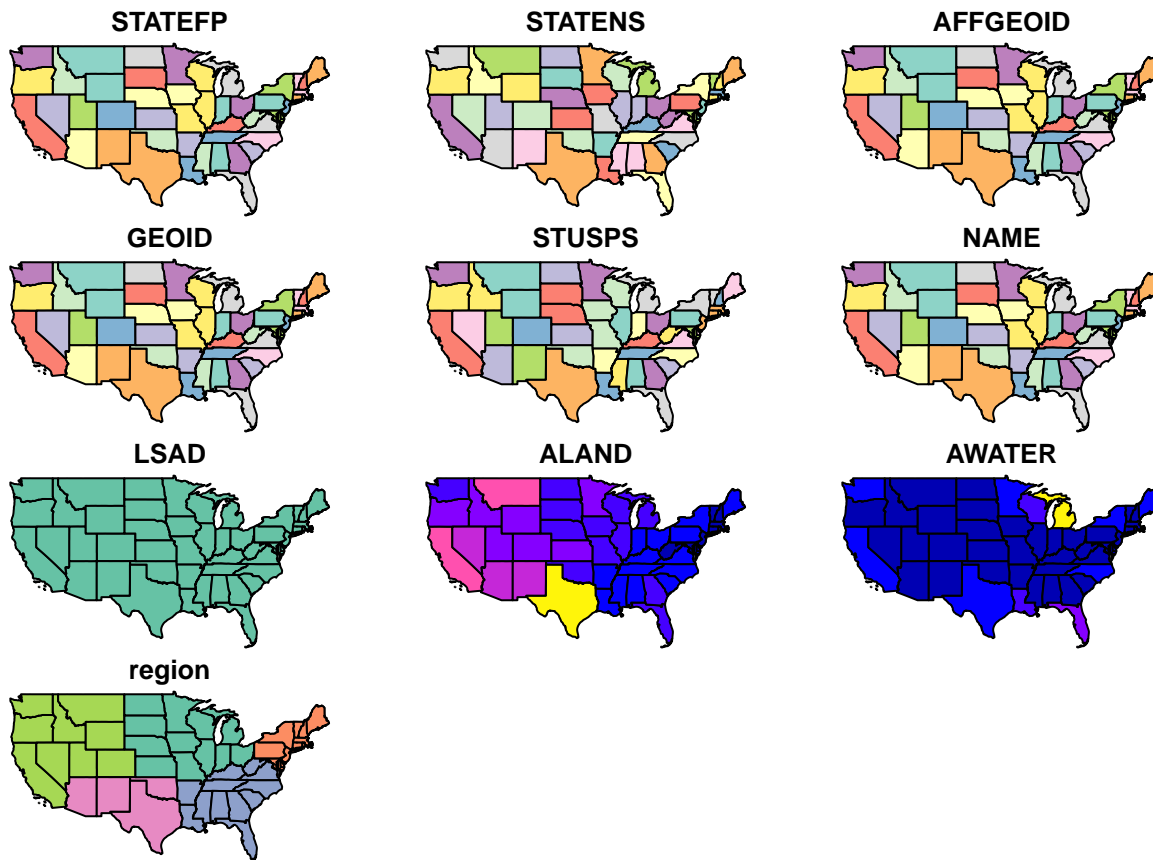 STATEFP
STATENS
AFFGEOID
GEOID
STUSPS
NAME
LSAD
ALAND
AWATER
region